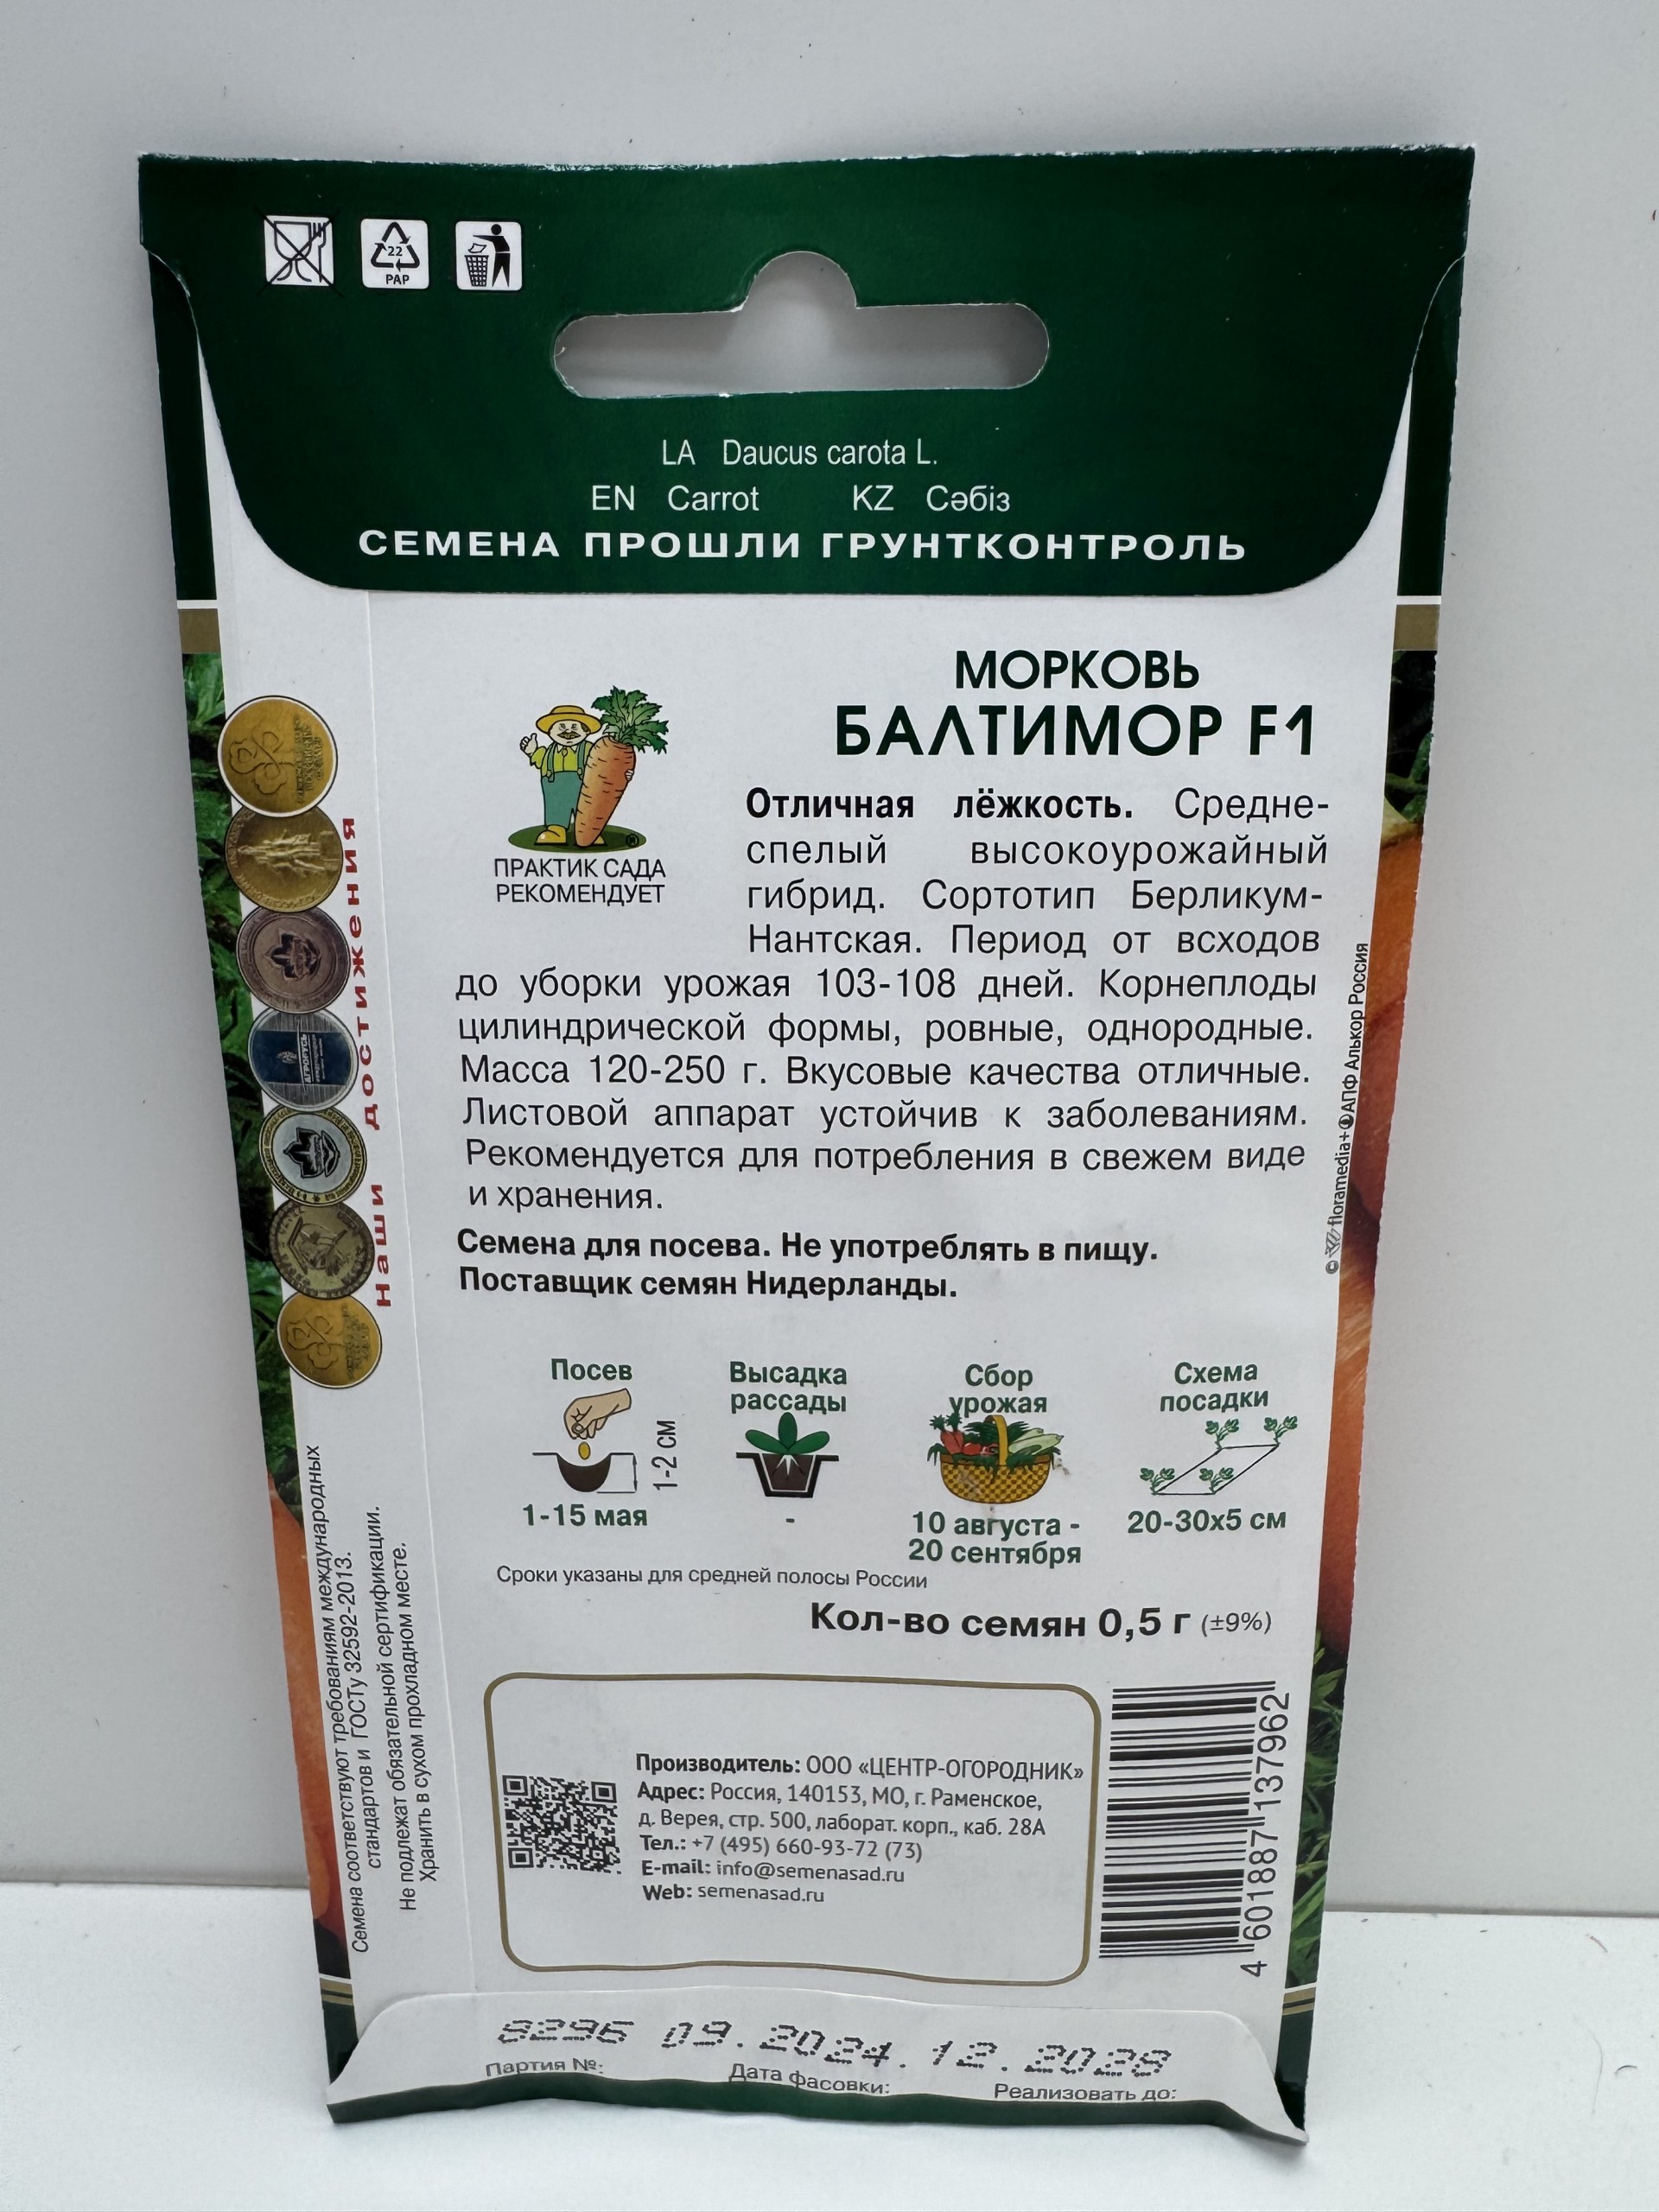 22
PAP
LA Daucus carota L.
EN Carrot KZ Сәбіз
СЕМЕНА ПРОШЛИ ГРУНТКОНТРОЛЬ
МОРКОВЬ
БАЛТИМОР F1
ПРАКТИК САДА
РЕКОМЕНДУЕТ
Отличная лёжкость. Средне-
спелый высокоурожайный
гибрид. Сортотип Берликум-
Нантская. Период от всходов
до уборки урожая 103-108 дней. Корнеплоды
цилиндрической формы, ровные, однородные.
Масса 120-250 г. Вкусовые качества отличные.
Листовой аппарат устойчив к заболеваниям.
Рекомендуется для потребления в свежем виде
и хранения.
Семена для посева. Не употреблять в пищу.
Поставщик семян Нидерланды.
Наши достижения
АГРОРУСЬ
© floramedia+ АПФ Алькор Россия
Посев
1-2 см
1-15 мая
Высадка
рассады
-
Сбор
урожая
10 августа -
20 сентября
Схема
посадки
20-30х5 см
Сроки указаны для средней полосы России
Кол-во семян 0,5 г (±9%)
Семена соответствуют требованиям международных
стандартов и ГОСТу 32592-2013.
Не подлежат обязательной сертификации.
Хранить в сухом прохладном месте.
Производитель: ООО «ЦЕНТР-ОГОРОДНИК»
Адрес: Россия, 140153, МО, г. Раменское,
д. Верея, стр. 500, лаборат. корп., каб. 28А
Тел.: +7 (495) 660-93-72 (73)
E-mail: info@semenasad.ru
Web: semenasad.ru
4 601887 137962
8296 09.2024.12.2028
Партия №: Дата фасовки: Реализовать до: